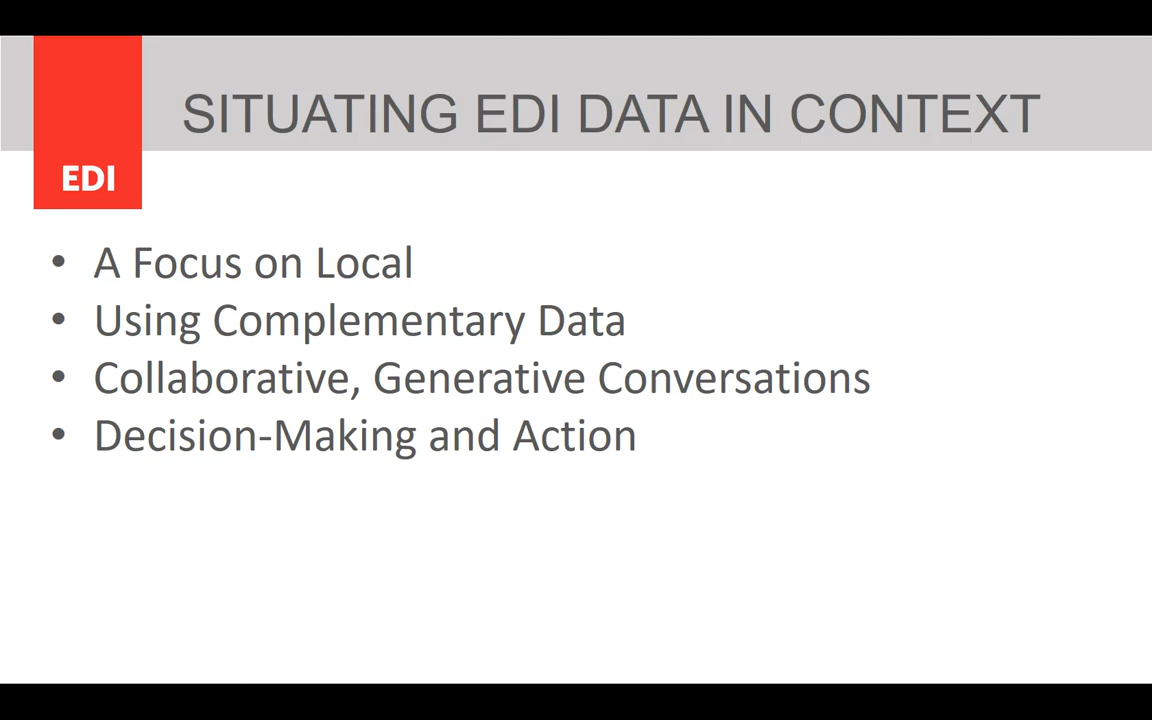 SITUATING EDI DATA IN CONTEXT
EDI
• A Focus on Local
• Using Complementary Data
• Collaborative, Generative Conversations
• Decision-Making and Action